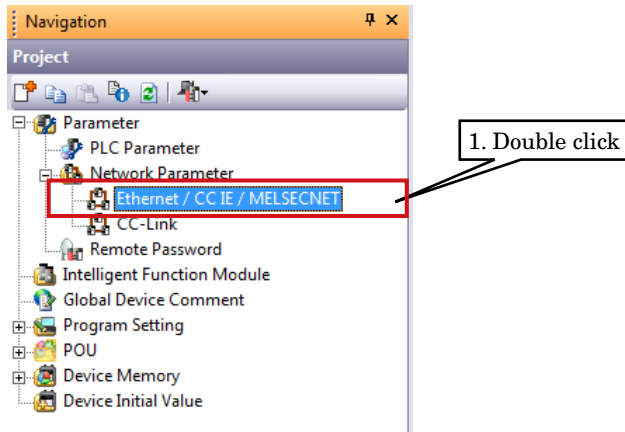 Navigation
Project
Parameter
PLC Parameter
1. Double click
Network Parameter
Ethernet / CC IE / MELSECNET
CC-Link
Remote Password
Intelligent Function Module
Global Device Comment
Program Setting
POU
Device Memory
Device Initial Value